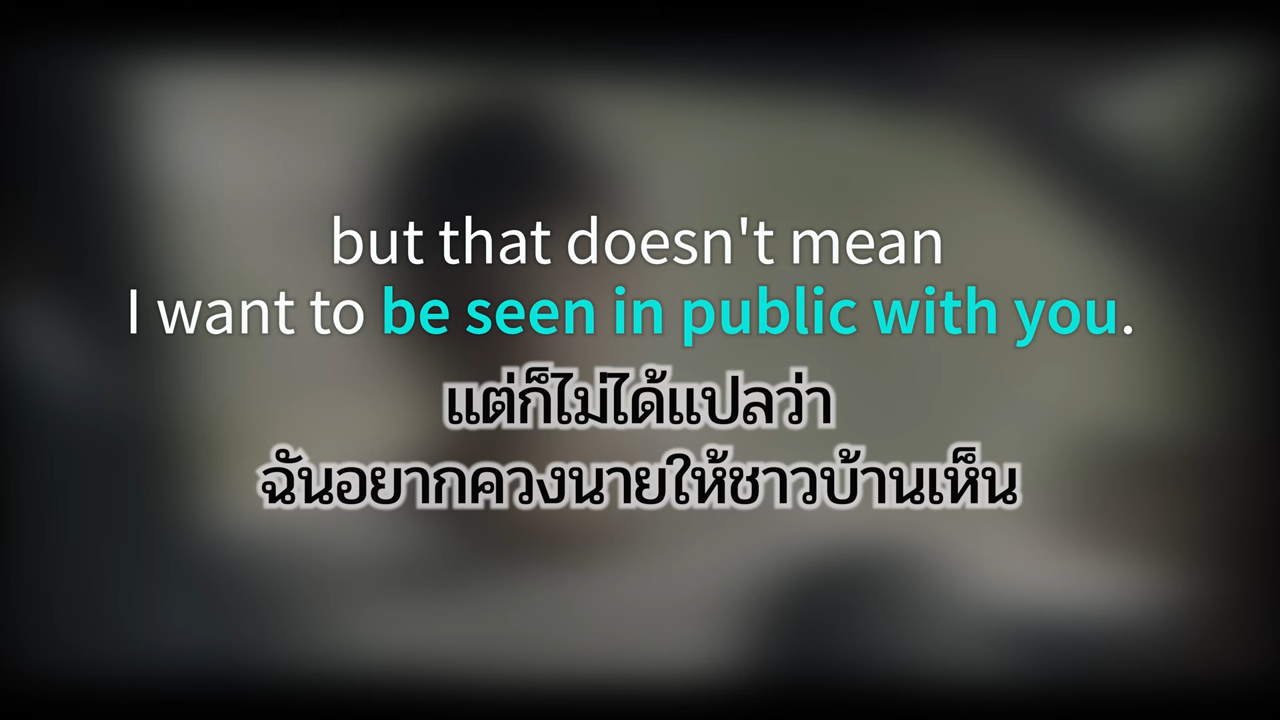 but that doesn't mean
I want to be seen in public with you.
แต่ก็ไม่ได้แปลว่า
ฉันอยากควงนายให้ชาวบ้านเห็น